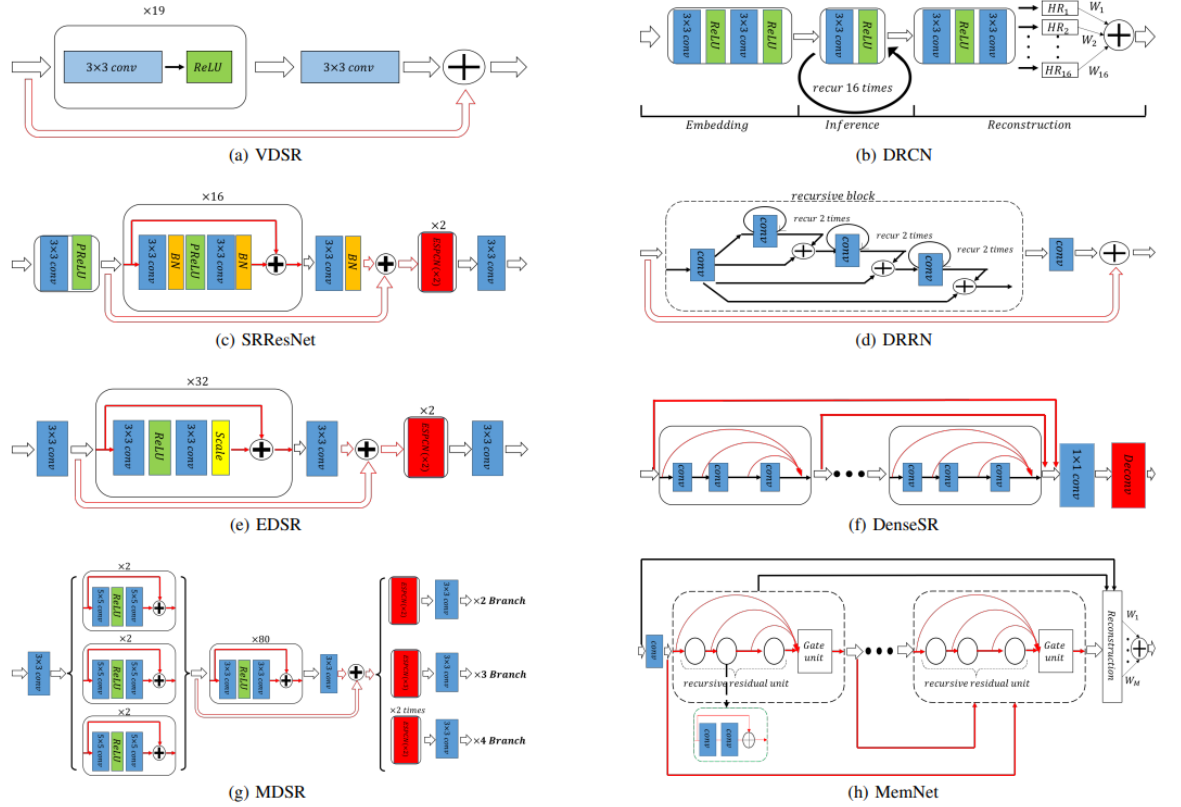 ×19
3×3 conv
ReLU
3×3 conv
(a) VDSR
3×3 conv
ReLU
3×3 conv
ReLU
3×3 conv
ReLU
3×3 conv
ReLU
3×3 conv
HR1
HR2
HR16
W1
W2
W16
recur 16 times
Embedding
Inference
Reconstruction
(b) DRCN
×16
3×3 conv
PReLU
3×3 conv
BN
PReLU
3×3 conv
BN
3×3 conv
BN
×2
ESPCN(×2)
3×3 conv
(c) SRResNet
recursive block
conv
conv
recur 2 times
conv
recur 2 times
conv
recur 2 times
conv
(d) DRRN
×32
3×3 conv
3×3 conv
ReLU
3×3 conv
Scale
3×3 conv
×2
ESPCN(×2)
3×3 conv
(e) EDSR
conv
conv
conv
conv
conv
conv
1×1 conv
Deconv
(f) DenseSR
3×3 conv
×2
5×5 conv
ReLU
5×5 conv
×2
5×5 conv
ReLU
5×5 conv
×2
5×5 conv
ReLU
5×5 conv
×80
3×3 conv
ReLU
3×3 conv
3×3 conv
3×3 conv
×2 Branch
3×3 conv
×3 Branch
×2 times
3×3 conv
×4 Branch
(g) MDSR
conv
Gate
unit
recursive residual unit
conv
conv
Gate
unit
recursive residual unit
Reconstruction
W1
WM
(h) MemNet